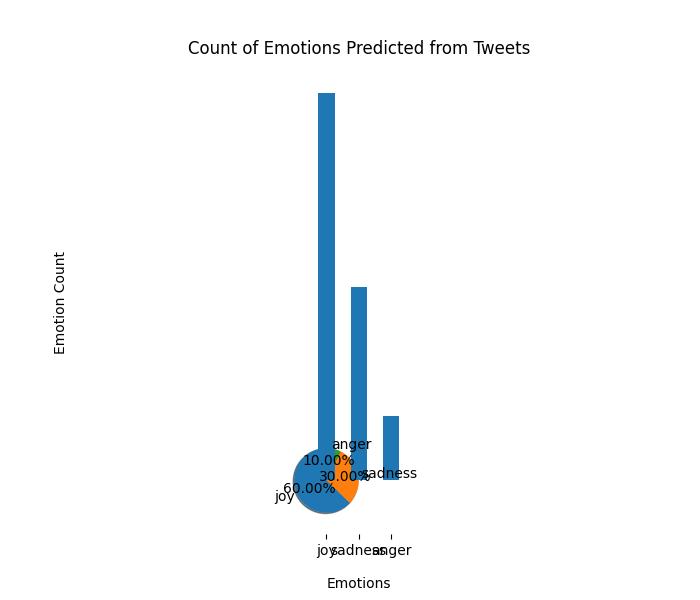 Count of Emotions Predicted from Tweets
Emotion Count
anger
10.00%
30.00%
sadness
60.00%
joy
joy
sadness
anger
Emotions